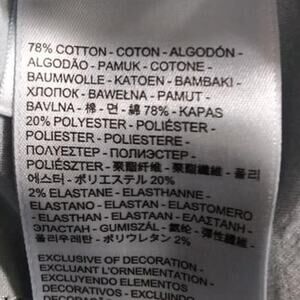 78% COTTON - COTON - ALGODÓN -
ALGODÃO - PAMUK - COTONE -
BAUMWOLLE - KATOEN - BAMBAKI -
ХЛОПОК - BAWEŁNA - PAMUT -
BAVLNA - 棉 - 면 - 綿 78% - KAPAS
20% POLYESTER - POLIÉSTER -
POLIESTER - POLIESTERE -
ΠΟΛΥΕΣΤΕΡ - ПОЛИЭСТЕР -
POLIÉSZTER - 聚酯纖維 - 聚酯纤维 - 폴리
에스터 - ポリエステル 20%
2% ELASTANE - ELASTHANNE -
ELASTANO - ELASTAN - ELASTOMERO
- ELASTHAN - ELASTAAN - ΕΛΑΣΤΑΝΗ -
ЭЛАСТАН - GUMISZÁL - 氨纶 - 彈性纖維 -
폴리우레탄 - ポリウレタン 2%
EXCLUSIVE OF DECORATION -
EXCLUANT L'ORNEMENTATION -
EXCLUYENDO ELEMENTOS
DECORATIVOS - EXCLUINDO